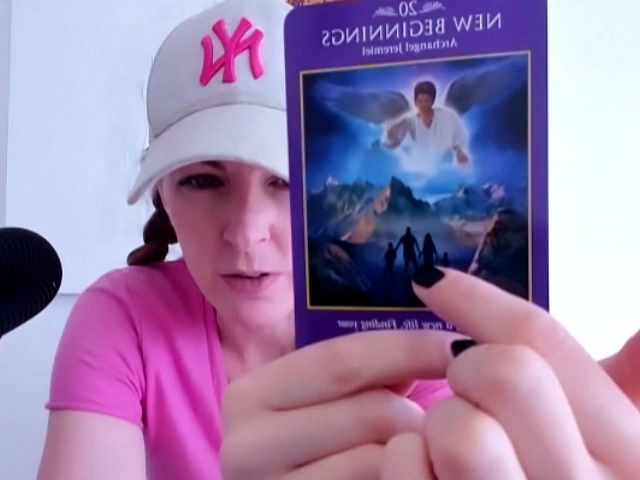 NY
20
NEW BEGINNINGS
Archangel Jeremiel
new life. Finding your